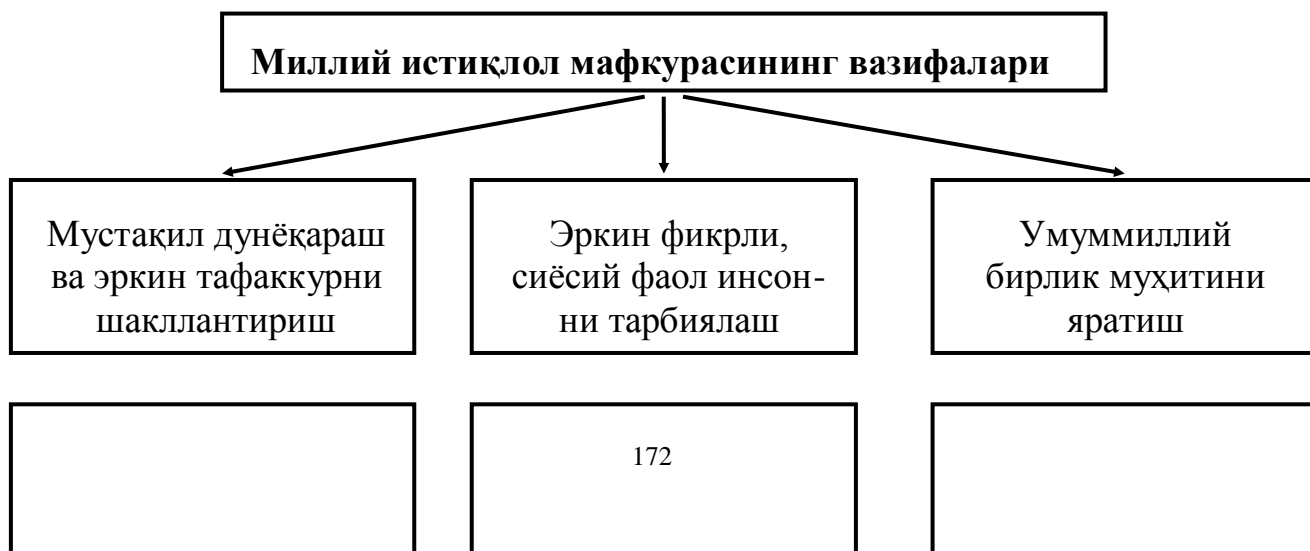 Миллий истиқлол мафкурасининг вазифалари
Мустақил дунёқараш
ва эркин тафаккурни
шакллантириш
Эркин фикрли,
сиёсий фаол инсон-
ни тарбиялаш
Умуммиллий
бирлик муҳитини
яратиш
172